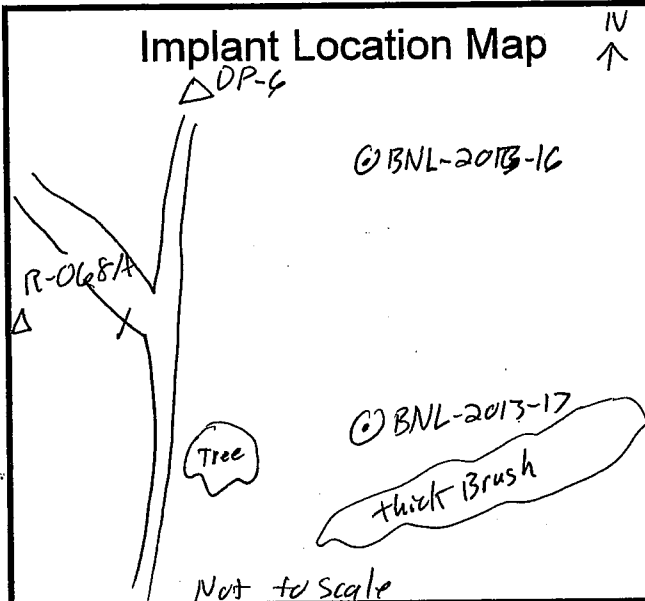 Implant Location Map
N
DP-6
BNL-2013-16
R-068A
BNL-2013-17
Tree
thick Brush
Not to Scale